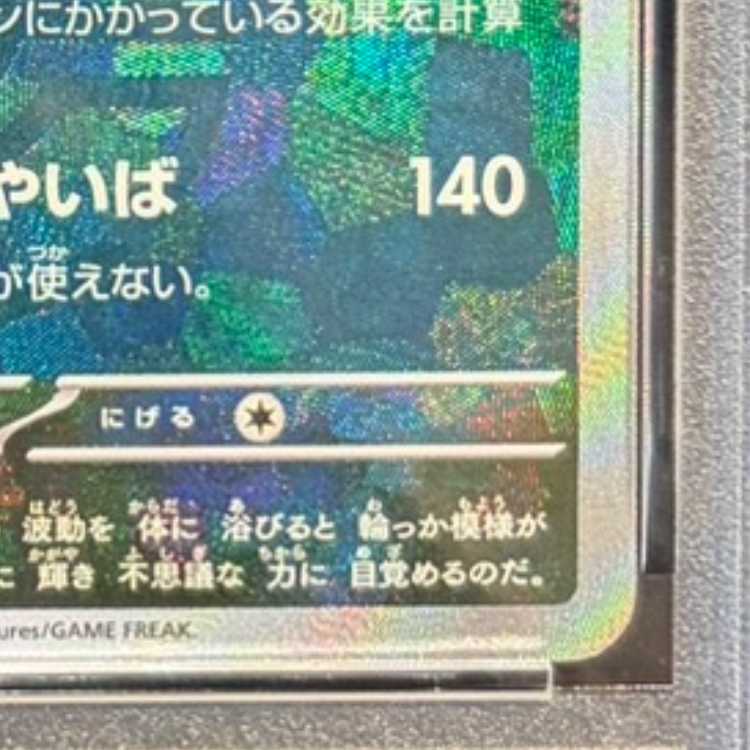 ンにかかっている効果を計算
やいば 140
が使えない。
にげる
波動を 体に 浴びると 輪っか模様が
に 輝き 不思議な 力に 目覚めるのだ。
ures/GAME FREAK.